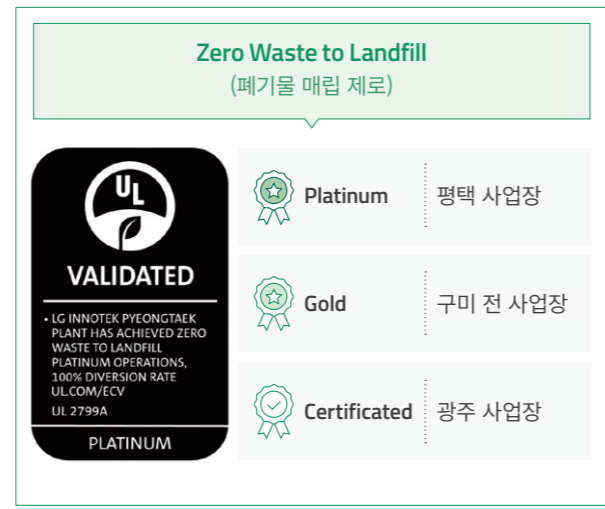 Zero Waste to Landfill
(폐기물 매립 제로)
UL
VALIDATED
• LG INNOTEK PYEONGTAEK
PLANT HAS ACHIEVED ZERO
WASTE TO LANDFILL
PLATINUM OPERATIONS,
100% DIVERSION RATE
UL.COM/ECV
UL 2799A
PLATINUM
Platinum 평택 사업장
Gold 구미 전 사업장
Certificated 광주 사업장